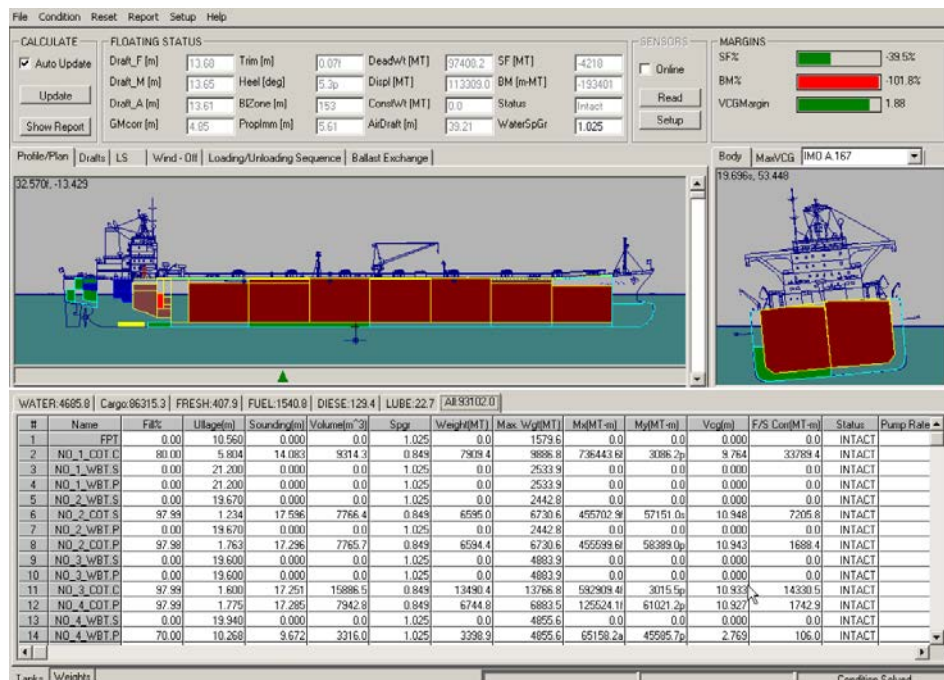 File Condition Reset Report Setup Help
CALCULATE FLOATING STATUS SENSORS MARGINS
Auto Update Draft_F [m] 13.68 Trim [m] 0.07f DeadWt [MT] 97408.2 SF [MT] -4218 Online SF% -39.5%
Update Draft_M [m] 13.65 Heel [deg] 5.3p Displ [MT] 113309.0 BM [m-MT] -193401 Read BM% -101.8%
Draft_A [m] 13.61 BlZone [m] 153 ConstWt [MT] 0.0 Status Intact VCGMargin 1.88
Show Report GMcorr [m] 4.85 PropImm [m] 5.61 AirDraft [m] 39.21 WaterSpGr 1.025 Setup
Profile/Plan Drafts LS Wind - Off Loading/Unloading Sequence Ballast Exchange Body MaxVCG IMO A.167
32.570f, -13.429 19.696s, 53.448
WATER:4685.8 Cargo:86315.3 FRESH:407.9 FUEL:1540.8 DIESE:129.4 LUBE:22.7 All:93102.0
# Name Fill% Ullage(m) Sounding(m) Volume(m^3) Spgr Weight(MT) Max. Wgt(MT) Mx(MT-m) My(MT-m) Vcg(m) F/S Corr(MT-m) Status Pump Rate
1 FPT 0.00 10.560 0.000 0.0 1.025 0.0 1579.6 0.0 0.0 0.000 0.0 INTACT
2 NO_1_COT.C 80.00 5.804 14.083 9314.3 0.849 7909.4 9886.8 736443.6f 3086.2p 9.764 33789.4 INTACT
3 NO_1_WBT.S 0.00 21.200 0.000 0.0 1.025 0.0 2533.9 0.0 0.0 0.000 0.0 INTACT
4 NO_1_WBT.P 0.00 21.200 0.000 0.0 1.025 0.0 2533.9 0.0 0.0 0.000 0.0 INTACT
5 NO_2_WBT.S 0.00 19.670 0.000 0.0 1.025 0.0 2442.8 0.0 0.0 0.000 0.0 INTACT
6 NO_2_COT.S 97.99 1.234 17.596 7766.4 0.849 6595.0 6730.6 455702.9f 57151.0s 10.948 7205.8 INTACT
7 NO_2_WBT.P 0.00 19.670 0.000 0.0 1.025 0.0 2442.8 0.0 0.0 0.000 0.0 INTACT
8 NO_2_COT.P 97.98 1.763 17.296 7765.7 0.849 6594.4 6730.6 455599.6f 58389.0p 10.943 1688.4 INTACT
9 NO_3_WBT.S 0.00 19.600 0.000 0.0 1.025 0.0 4883.9 0.0 0.0 0.000 0.0 INTACT
10 NO_3_WBT.P 0.00 19.600 0.000 0.0 1.025 0.0 4883.9 0.0 0.0 0.000 0.0 INTACT
11 NO_3_COT.C 97.99 1.600 17.251 15886.5 0.849 13490.4 13766.8 592909.4f 3015.5p 10.933 14330.5 INTACT
12 NO_4_COT.P 97.99 1.775 17.285 7942.8 0.849 6744.8 6883.5 125524.1f 61021.2p 10.927 1742.9 INTACT
13 NO_4_WBT.S 0.00 19.940 0.000 0.0 1.025 0.0 4855.6 0.0 0.0 0.000 0.0 INTACT
14 NO_4_WBT.P 70.00 10.268 9.672 3316.0 1.025 3398.9 4855.6 65158.2a 45585.7p 2.769 106.0 INTACT
Tanks Weights Condition Solved